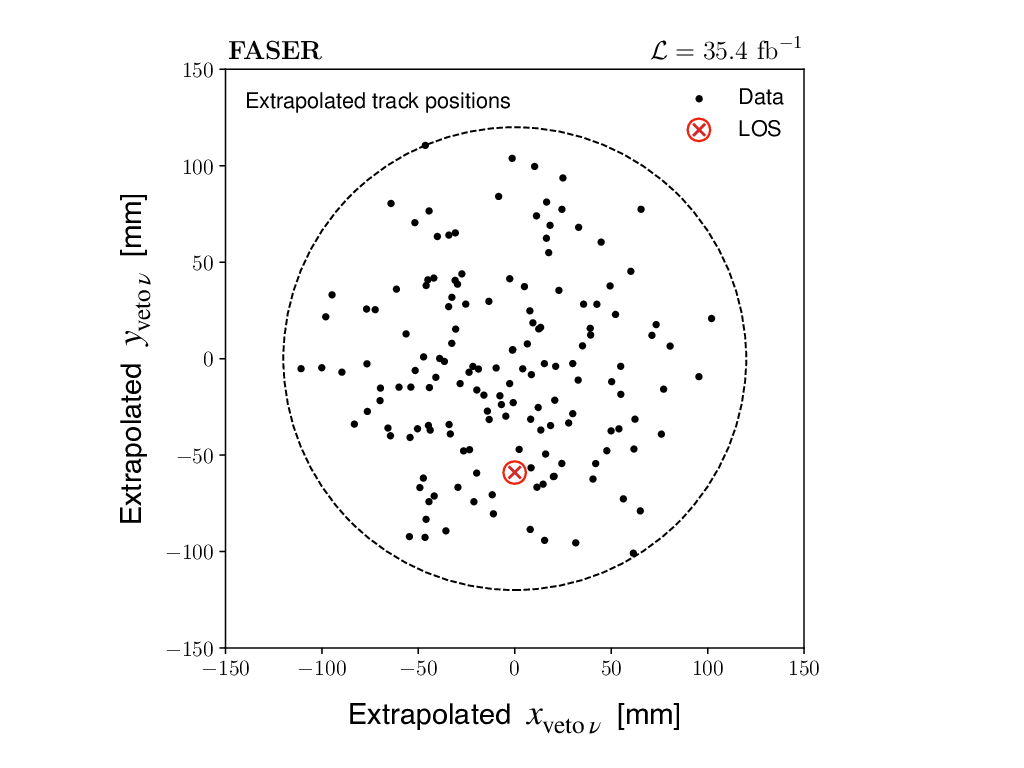 FASER
ℒ = 35.4 fb⁻¹
Extrapolated track positions
Data
LOS
150
100
50
0
−50
−100
−150
Extrapolated y_veto ν [mm]
−150 −100 −50 0 50 100 150
Extrapolated x_veto ν [mm]